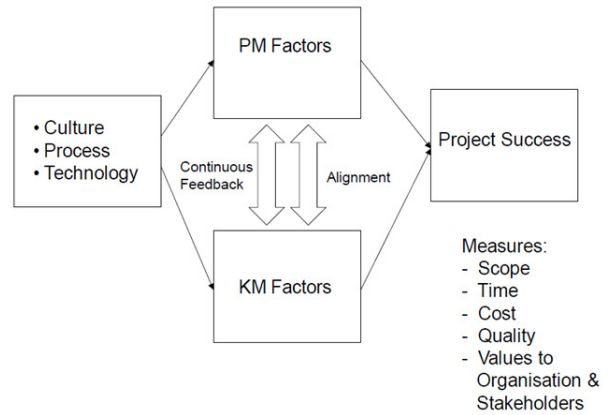 PM Factors
• Culture
• Process
• Technology
Continuous
Feedback
Alignment
Project Success
KM Factors
Measures:
- Scope
- Time
- Cost
- Quality
- Values to
Organisation &
Stakeholders